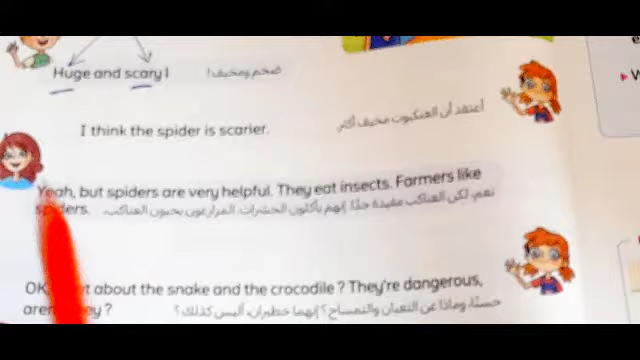 Huge and scary!
ضخم ومخيف!
I think the spider is scarier.
أعتقد أن العنكبوت مخيف أكثر
Yeah, but spiders are very helpful. They eat insects. Farmers like
spiders.
نعم، لكن العناكب مفيدة جدًا. إنهم يأكلون الحشرات. المزارعون يحبون العناكب.
OK. about the snake and the crocodile? They're dangerous,
حسنًا، وماذا عن الثعبان والتمساح؟ إنهما خطيران، أليس كذلك؟